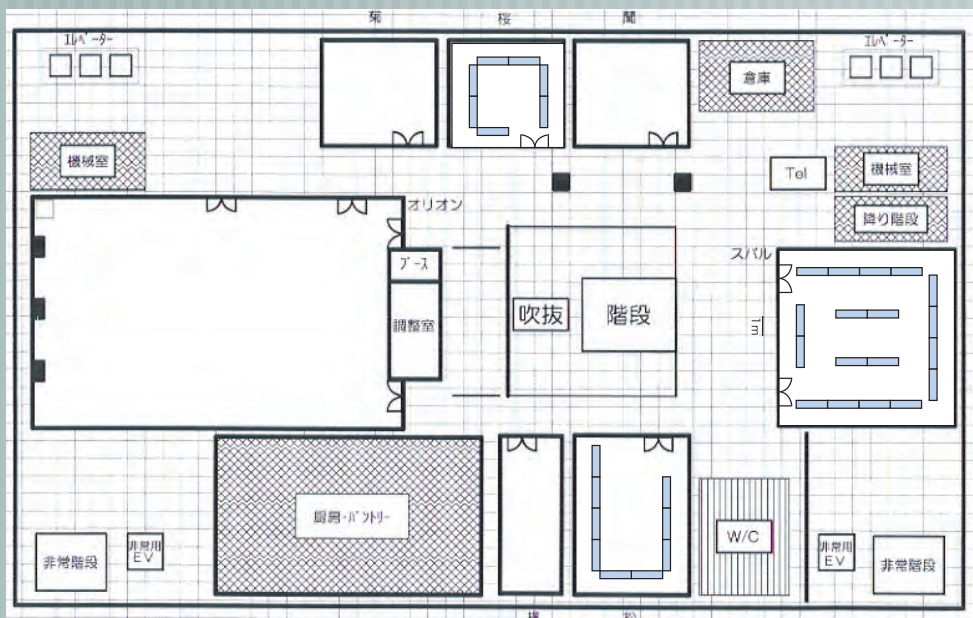 菊 桜 蘭
エレベーター
エレベーター
倉庫
機械室
Tel
機械室
オリオン
降り階段
ブース
スバル
吹抜
階段
調整室
1m
厨房・パントリー
W/C
非常階段
非常用
EV
非常用
EV
非常階段
松